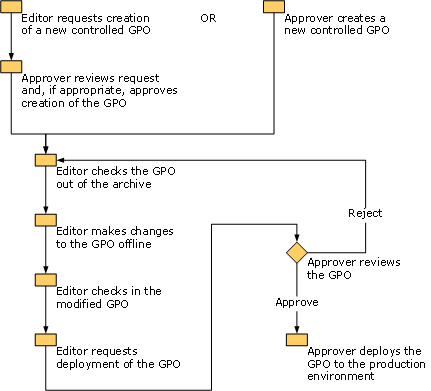 Editor requests creation
of a new controlled GPO
OR
Approver creates a
new controlled GPO
Approver reviews request
and, if appropriate, approves
creation of the GPO
Editor checks the GPO
out of the archive
Reject
Editor makes changes
to the GPO offline
Approver reviews
the GPO
Editor checks in the
modified GPO
Approve
Editor requests
deployment of the GPO
Approver deploys the
GPO to the production
environment